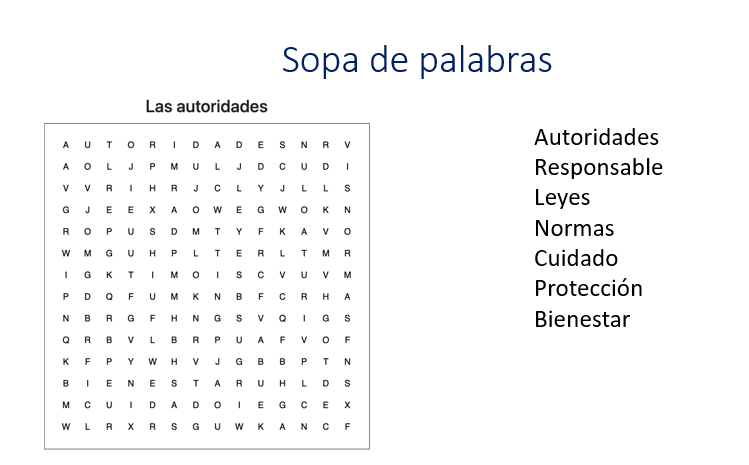 Sopa de palabras
Las autoridades
A U T O R I D A D E S N R V
A O L J P M U L J D C U D I
V V R I H R J C L Y J L L S
G J E E X A O W E G W O K N
R O P U S D M T Y F K A V O
W M G U H P L T E R L T M R
I G K T I M O I S C V U V M
P D Q F U M K N B F C R H A
N B R G F H N G S V Q I G S
Q R B V L B R P U A F V O F
K F P Y W H V J G B B P T N
B I E N E S T A R U H L D S
M C U I D A D O I E G C E X
W L R X R S G U W K A N C F
Autoridades
Responsable
Leyes
Normas
Cuidado
Protección
Bienestar